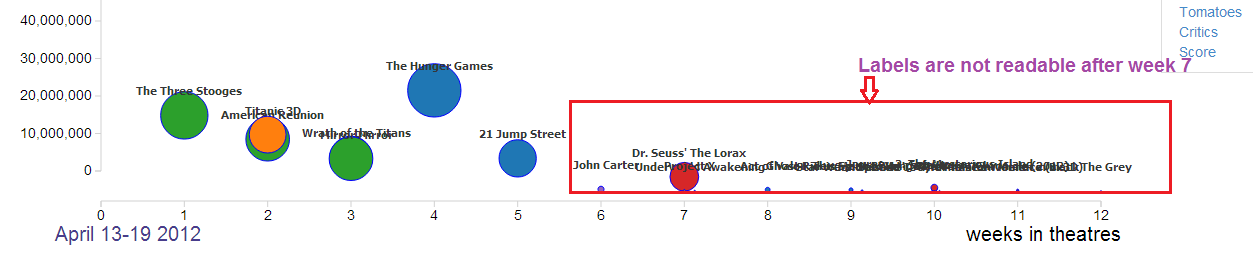 40,000,000
30,000,000
20,000,000
10,000,000
0
Tomatoes
Critics
Score
Labels are not readable after week 7
The Hunger Games
The Three Stooges
Titanic 3D
American Reunion
Wrath of the Titans
Mirror Mirror
21 Jump Street
Dr. Seuss' The Lorax
John Carter
Project X
The Grey
0 1 2 3 4 5 6 7 8 9 10 11 12
April 13-19 2012
weeks in theatres